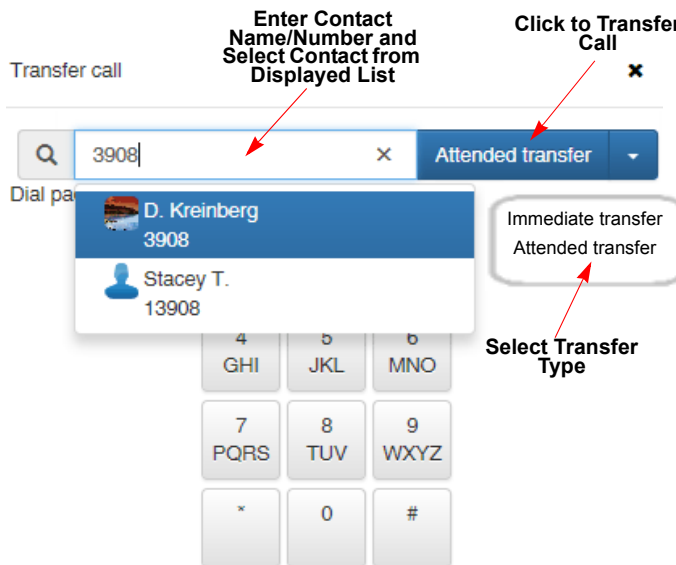 Enter Contact
Name/Number and
Select Contact from
Displayed List
Click to Transfer
Call
Transfer call
3908
Attended transfer
Dial pa
D. Kreinberg
3908
Stacey T.
13908
Immediate transfer
Attended transfer
Select Transfer
Type
4
GHI
5
JKL
6
MNO
7
PQRS
8
TUV
9
WXYZ
*
0
#